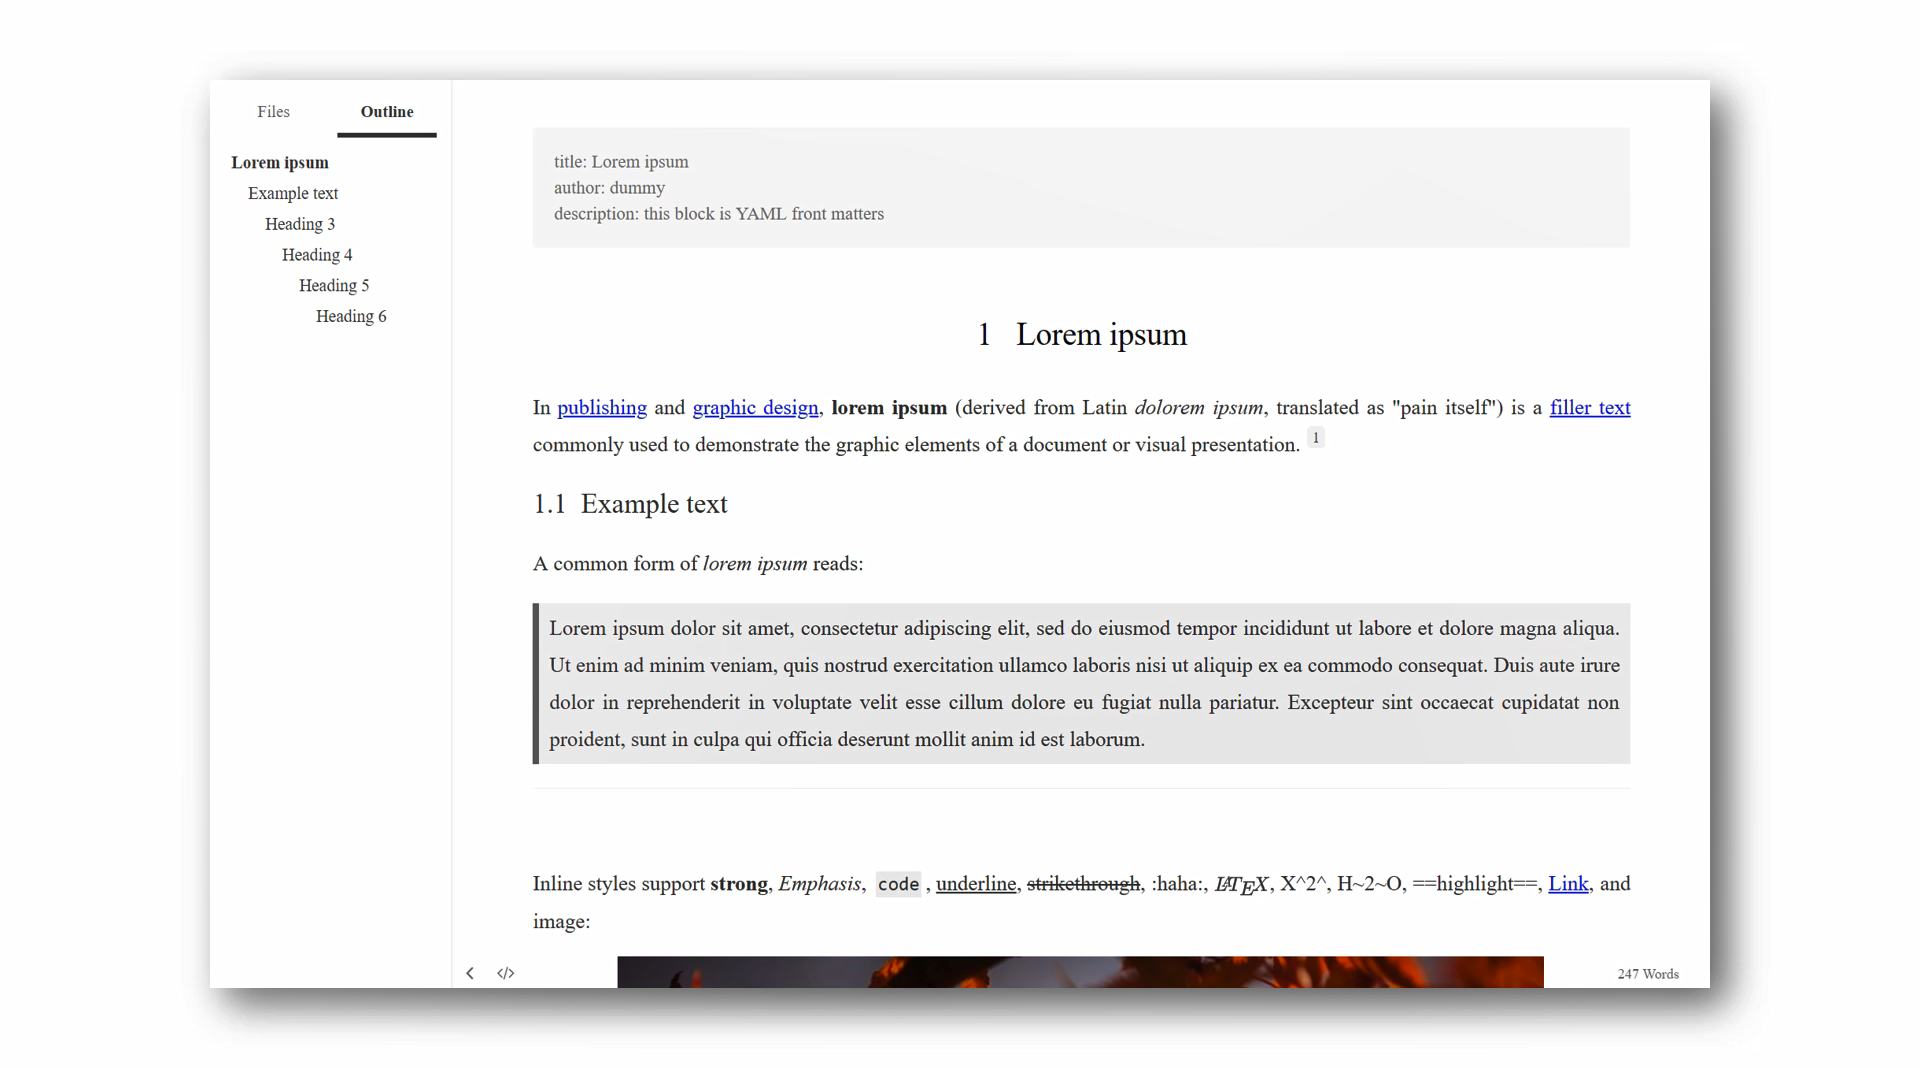 Files
Outline
Lorem ipsum
Example text
Heading 3
Heading 4
Heading 5
Heading 6
title: Lorem ipsum
author: dummy
description: this block is YAML front matters
1 Lorem ipsum
In publishing and graphic design, lorem ipsum (derived from Latin dolorem ipsum, translated as "pain itself") is a filler text
commonly used to demonstrate the graphic elements of a document or visual presentation. 1
1.1 Example text
A common form of lorem ipsum reads:
Lorem ipsum dolor sit amet, consectetur adipiscing elit, sed do eiusmod tempor incididunt ut labore et dolore magna aliqua.
Ut enim ad minim veniam, quis nostrud exercitation ullamco laboris nisi ut aliquip ex ea commodo consequat. Duis aute irure
dolor in reprehenderit in voluptate velit esse cillum dolore eu fugiat nulla pariatur. Excepteur sint occaecat cupidatat non
proident, sunt in culpa qui officia deserunt mollit anim id est laborum.
Inline styles support strong, Emphasis, code , underline, strikethrough, :haha:, LATEX, X^2^, H~2~O, ==highlight==, Link, and
image:
</> 
247 Words